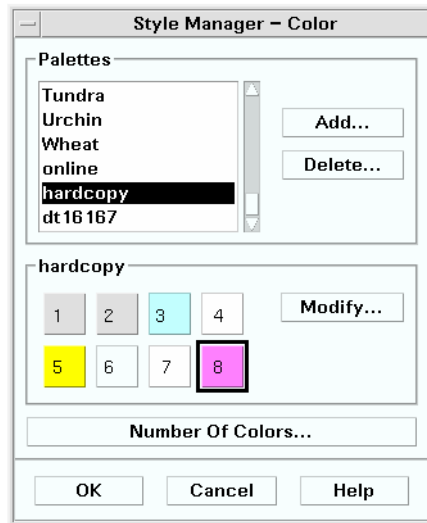 Style Manager – Color
Palettes
Tundra
Urchin
Wheat
online
hardcopy
dt16167
Add...
Delete...
hardcopy
1 2 3 4
5 6 7 8
Modify...
Number Of Colors...
OK Cancel Help